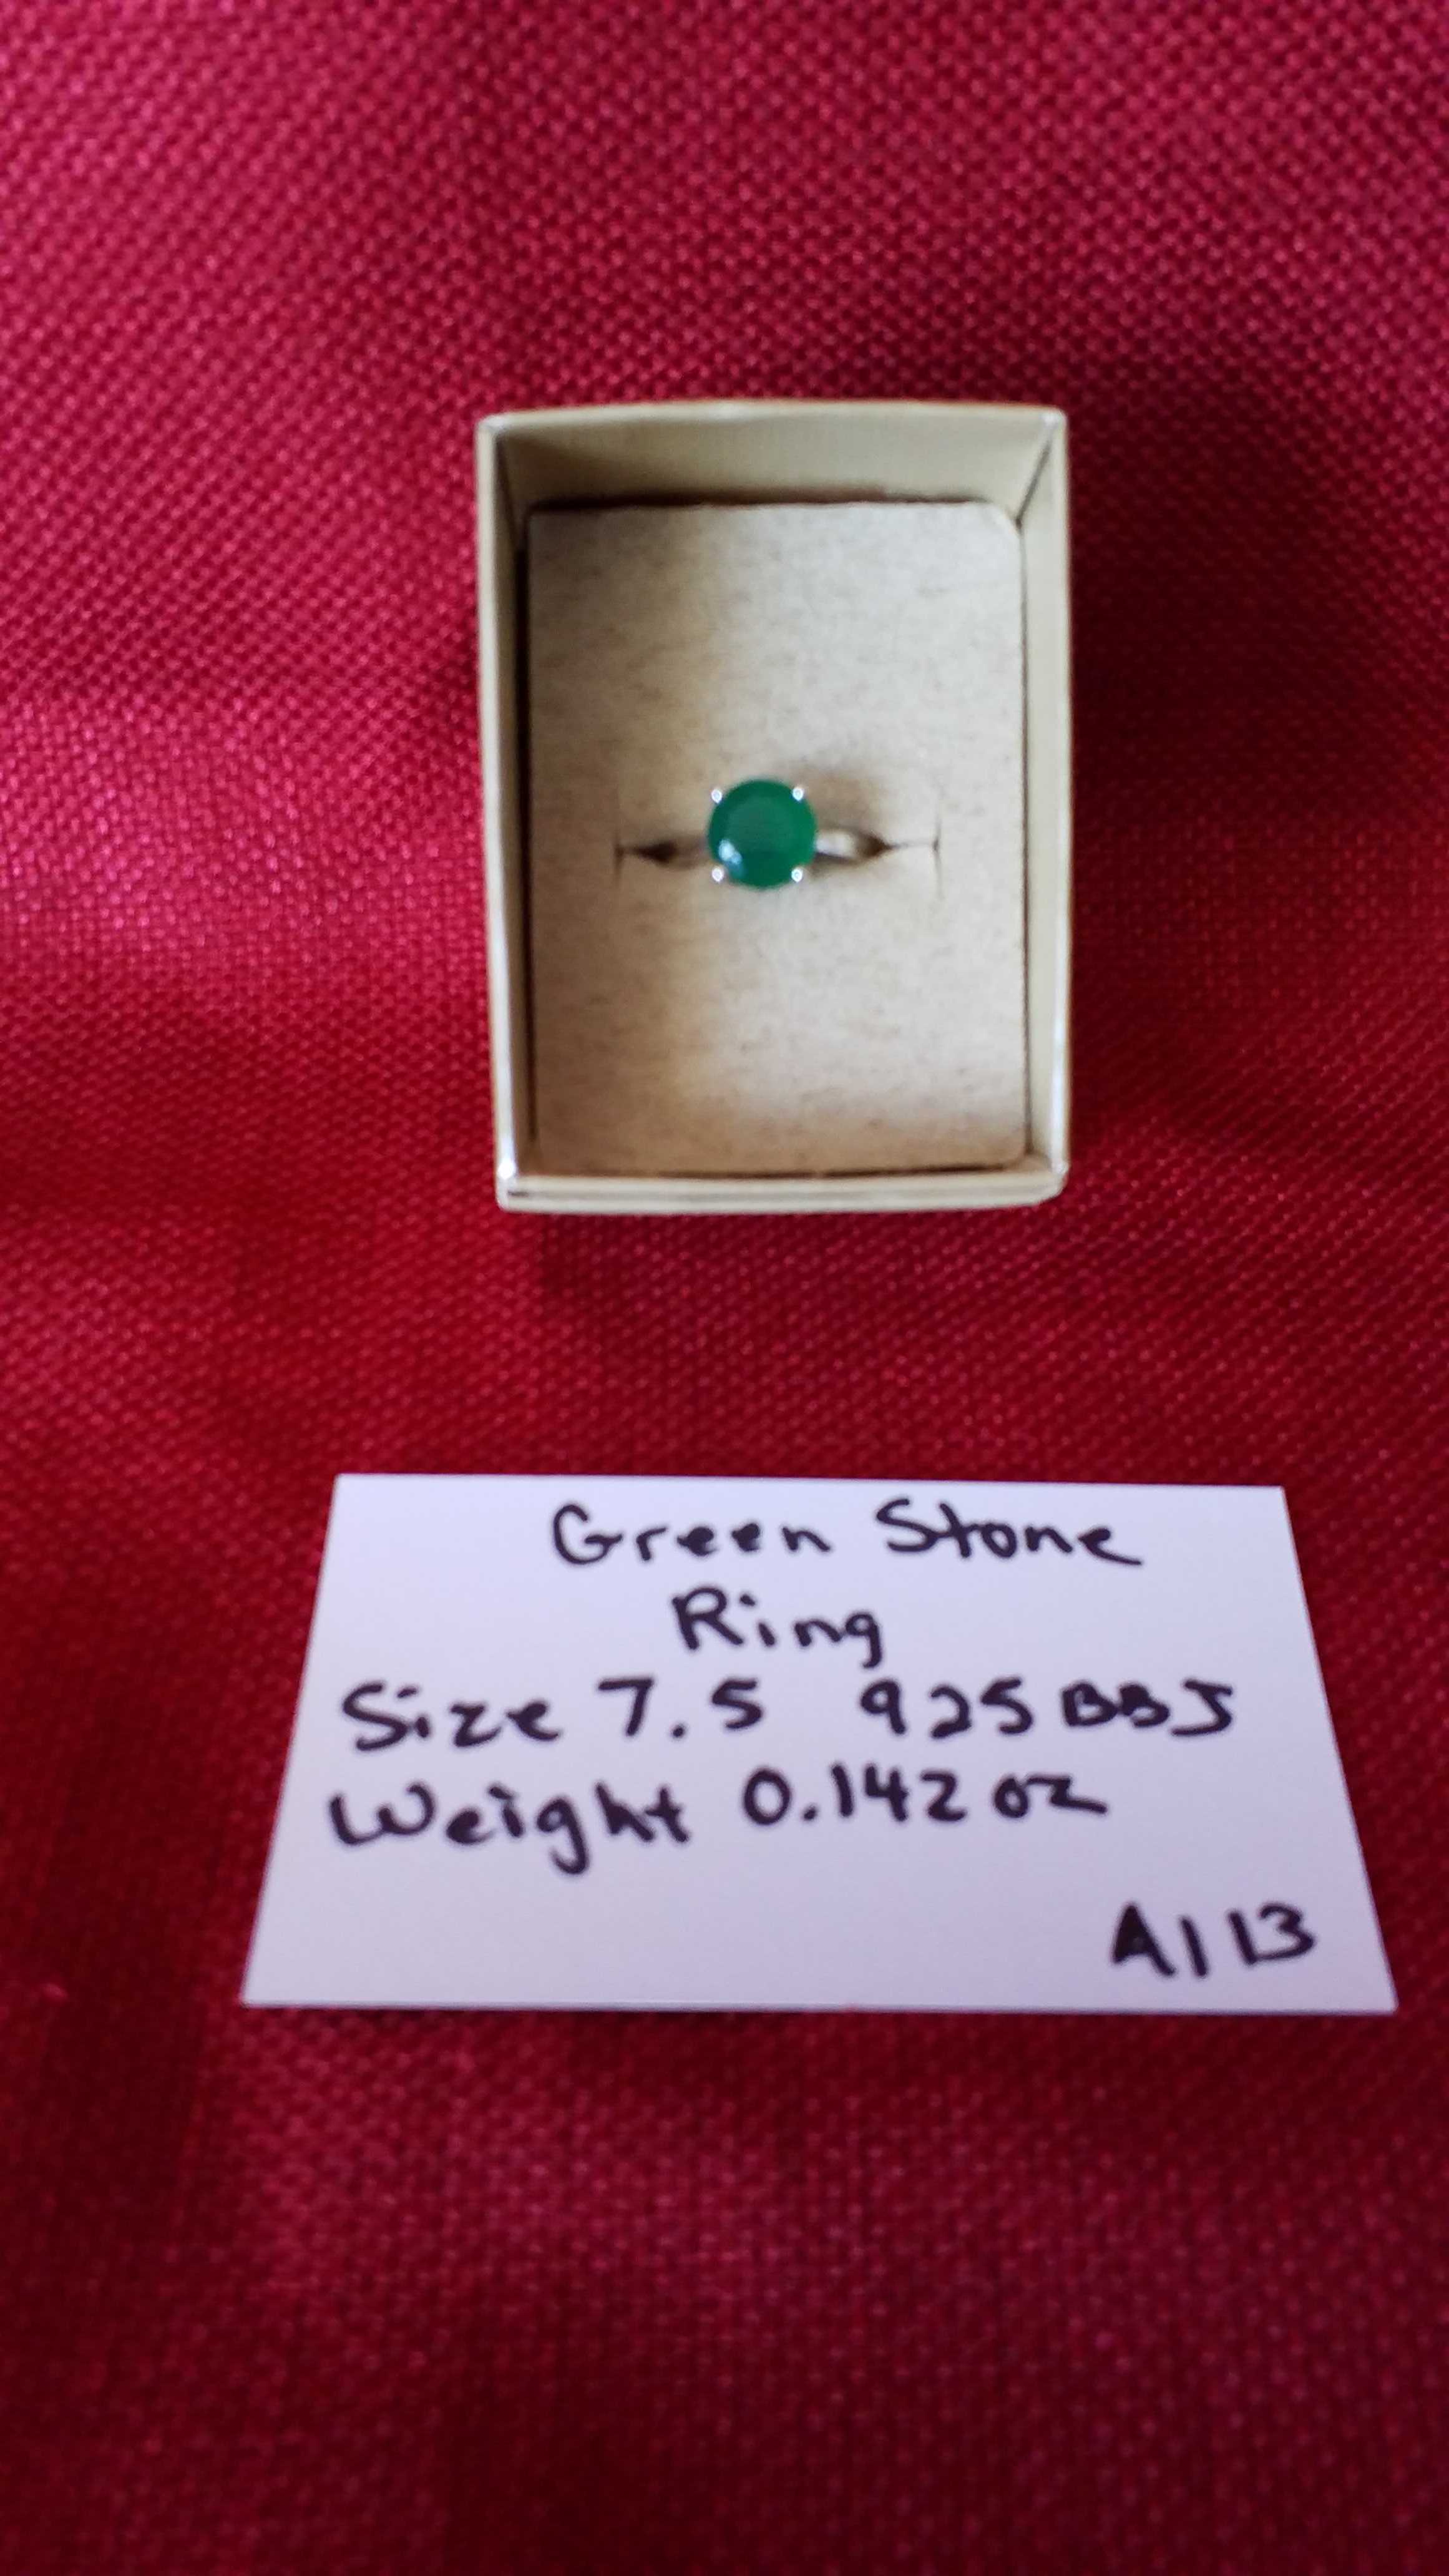 Green Stone
Ring
Size 7.5 925 BBJ
Weight 0.142 oz
A113